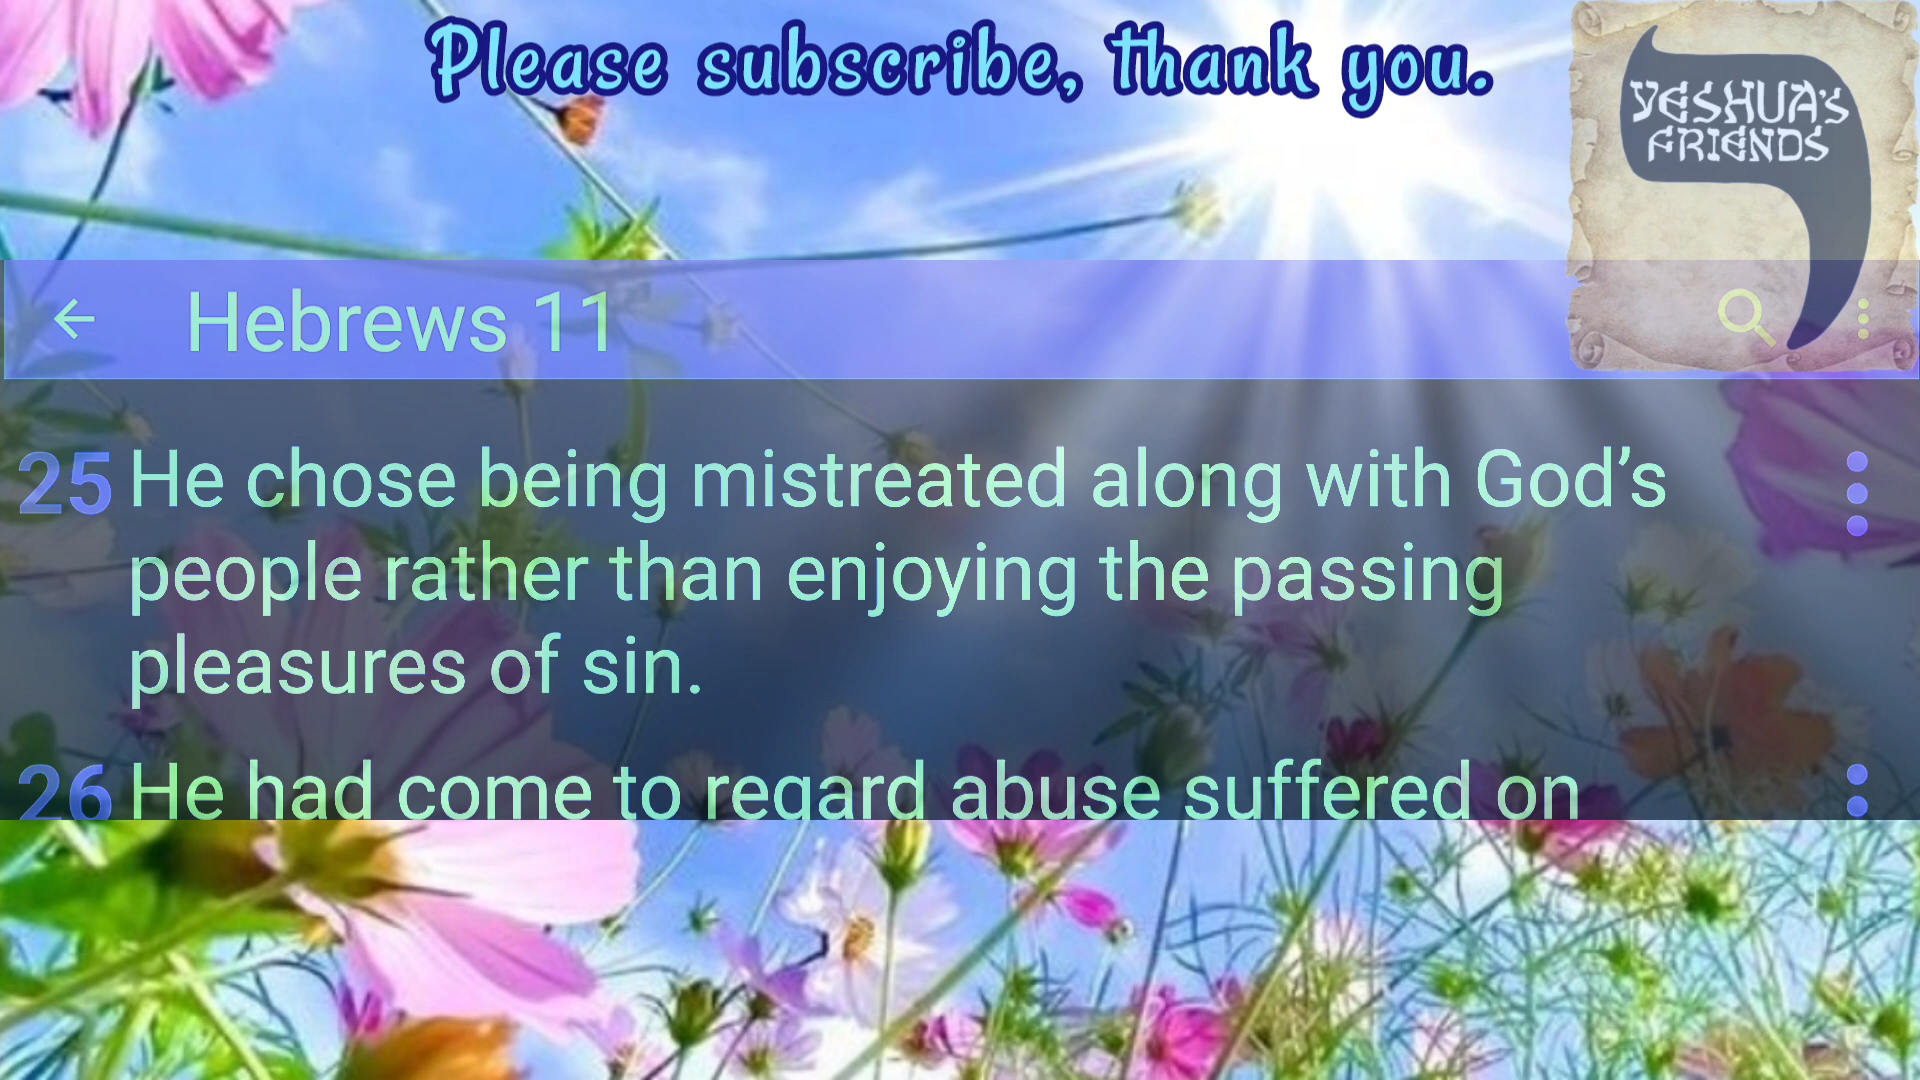 Please subscribe, thank you.
YESHUA'S
FRIENDS
Hebrews 11
25 He chose being mistreated along with God’s
people rather than enjoying the passing
pleasures of sin.
26 He had come to regard abuse suffered on